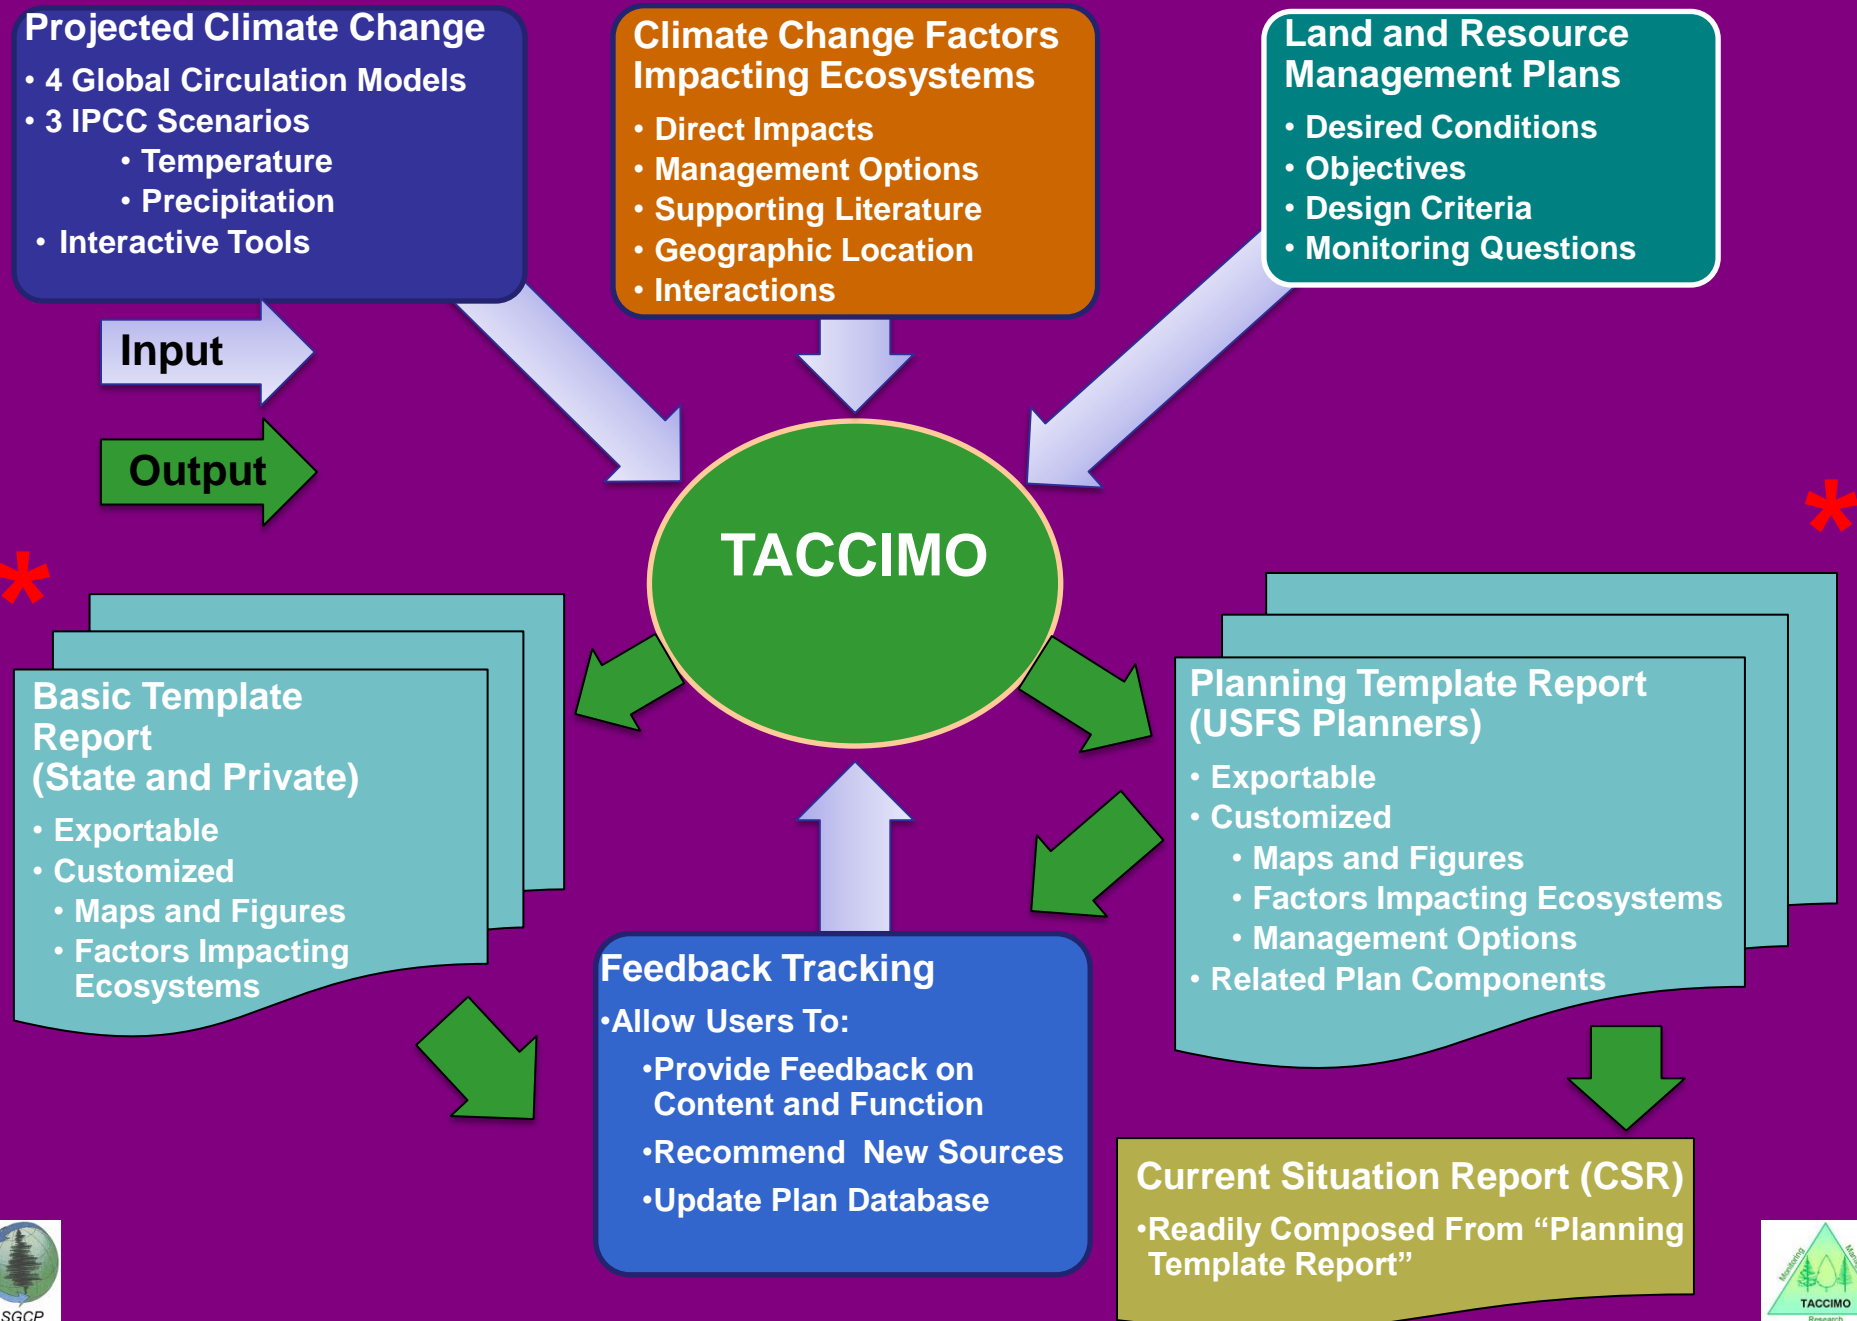 Projected Climate Change
• 4 Global Circulation Models
• 3 IPCC Scenarios
• Temperature
• Precipitation
• Interactive Tools
Climate Change Factors
Impacting Ecosystems
• Direct Impacts
• Management Options
• Supporting Literature
• Geographic Location
• Interactions
Land and Resource
Management Plans
• Desired Conditions
• Objectives
• Design Criteria
• Monitoring Questions
Input
Output
TACCIMO
*
*
Basic Template
Report
(State and Private)
• Exportable
• Customized
• Maps and Figures
• Factors Impacting
Ecosystems
Planning Template Report
(USFS Planners)
• Exportable
• Customized
• Maps and Figures
• Factors Impacting Ecosystems
• Management Options
• Related Plan Components
Feedback Tracking
•Allow Users To:
•Provide Feedback on
Content and Function
•Recommend New Sources
•Update Plan Database
Current Situation Report (CSR)
•Readily Composed From “Planning
Template Report”
SGCP
Monitoring
TACCIMO
Research